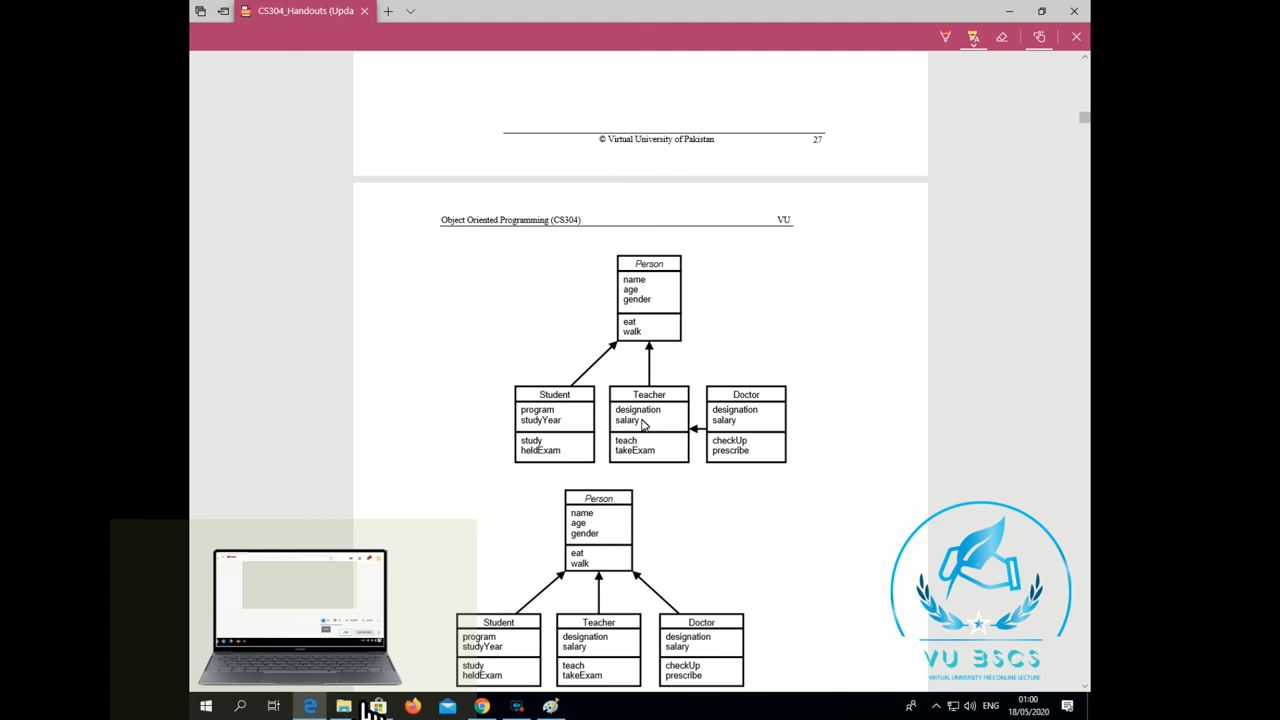 CS304_Handouts (Upda
© Virtual University of Pakistan 27
Object Oriented Programming (CS304) VU
Person
name
age
gender
eat
walk
Student
program
studyYear
study
heldExam
Teacher
designation
salary
teach
takeExam
Doctor
designation
salary
checkUp
prescribe
Person
name
age
gender
eat
walk
Student
program
studyYear
study
heldExam
Teacher
designation
salary
teach
takeExam
Doctor
designation
salary
checkUp
prescribe
VU BSCS
VIRTUAL UNIVERSITY FREE ONLINE LECTURE
ENG
01:00
18/05/2020